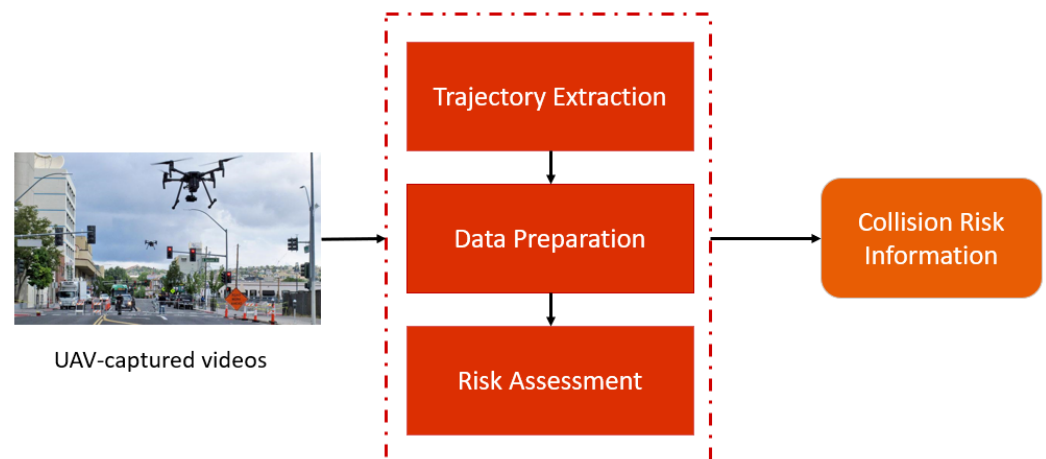 Trajectory Extraction
Data Preparation
Risk Assessment
UAV-captured videos
Collision Risk
Information